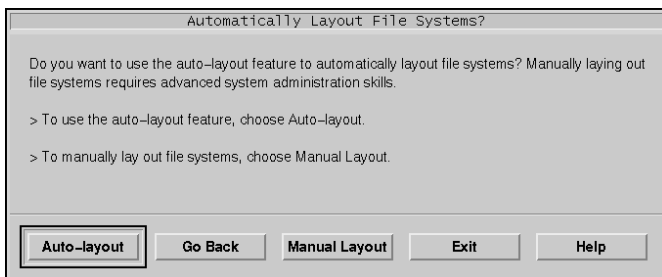 Automatically Layout File Systems?
Do you want to use the auto-layout feature to automatically layout file systems? Manually laying out
file systems requires advanced system administration skills.
> To use the auto-layout feature, choose Auto-layout.
> To manually lay out file systems, choose Manual Layout.
Auto-layout Go Back Manual Layout Exit Help